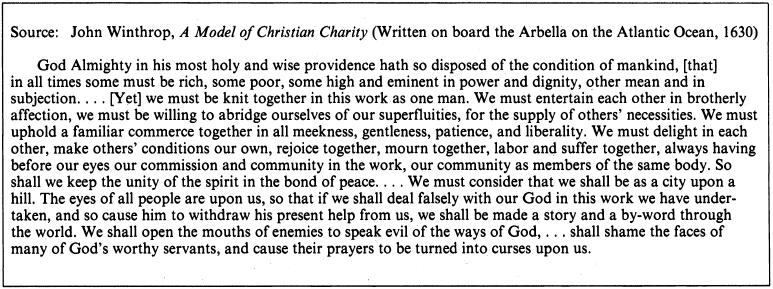 Source: John Winthrop, A Model of Christian Charity (Written on board the Arbella on the Atlantic Ocean, 1630)
God Almighty in his most holy and wise providence hath so disposed of the condition of mankind, [that]
in all times some must be rich, some poor, some high and eminent in power and dignity, other mean and in
subjection. . . . [Yet] we must be knit together in this work as one man. We must entertain each other in brotherly
affection, we must be willing to abridge ourselves of our superfluities, for the supply of others' necessities. We must
uphold a familiar commerce together in all meekness, gentleness, patience, and liberality. We must delight in each
other, make others' conditions our own, rejoice together, mourn together, labor and suffer together, always having
before our eyes our commission and community in the work, our community as members of the same body. So
shall we keep the unity of the spirit in the bond of peace. . . . We must consider that we shall be as a city upon a
hill. The eyes of all people are upon us, so that if we shall deal falsely with our God in this work we have under-
taken, and so cause him to withdraw his present help from us, we shall be made a story and a by-word through
the world. We shall open the mouths of enemies to speak evil of the ways of God, . . . shall shame the faces of
many of God's worthy servants, and cause their prayers to be turned into curses upon us.